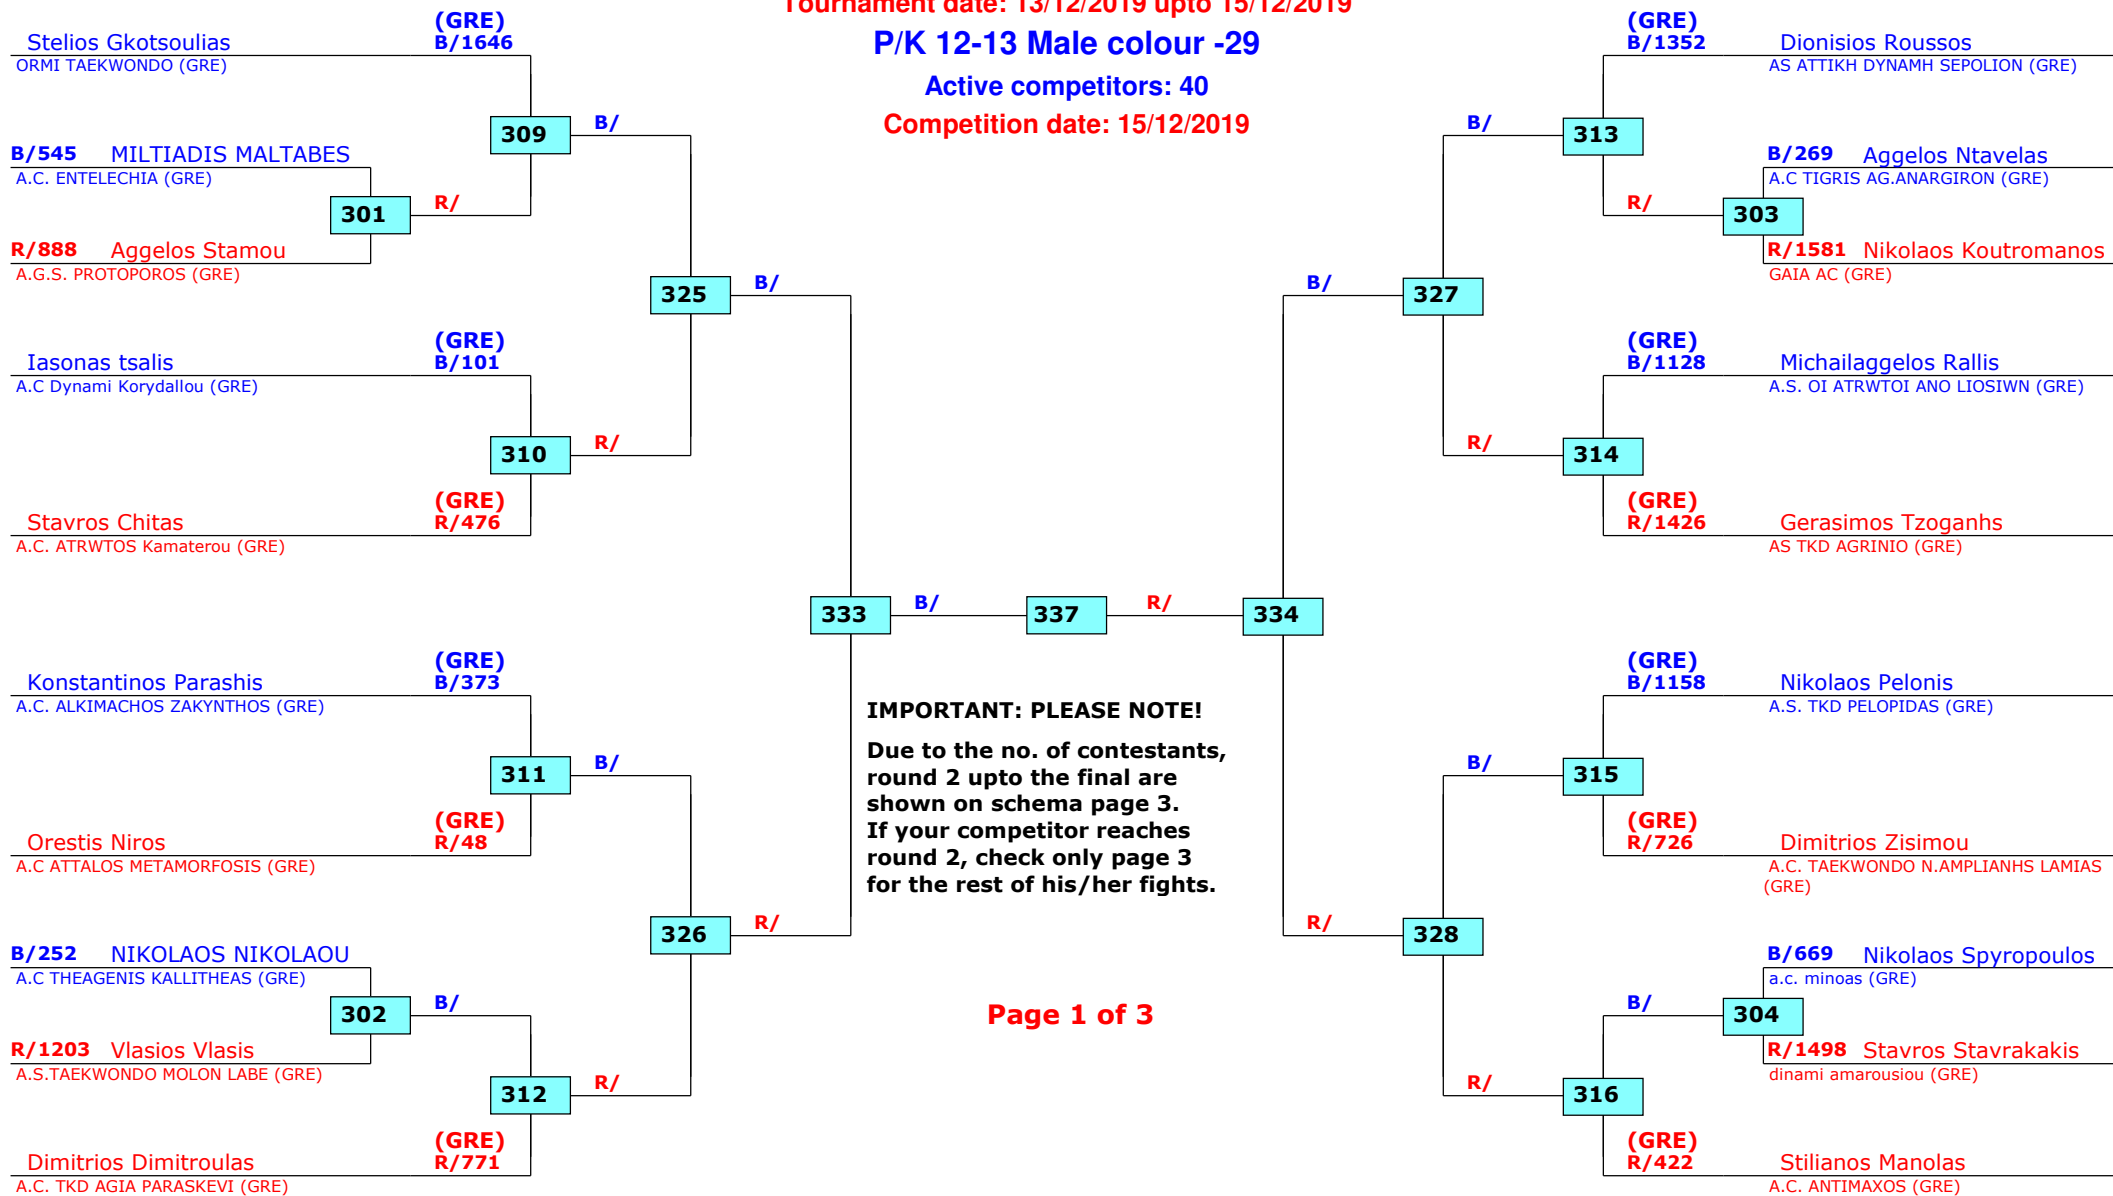 Tournament date: 13/12/2019 upto 15/12/2019
P/K 12-13 Male colour -29
Active competitors: 40
Competition date: 15/12/2019
(GRE)
Stelios Gkotsoulias B/1646
ORMI TAEKWONDO (GRE)
309 B/
B/545 MILTIADIS MALTABES
A.C. ENTELECHIA (GRE)
301 R/
R/888 Aggelos Stamou
A.G.S. PROTOPOROS (GRE)
325 B/
(GRE)
Iasonas tsalis B/101
A.C Dynami Korydallou (GRE)
310 R/
(GRE)
Stavros Chitas R/476
A.C. ATRWTOS Kamaterou (GRE)
333 B/ 337 R/ 334
(GRE)
Konstantinos Parashis B/373
A.C. ALKIMACHOS ZAKYNTHOS (GRE)
311 B/
(GRE)
Orestis Niros R/48
A.C ATTALOS METAMORFOSIS (GRE)
326 R/
B/252 NIKOLAOS NIKOLAOU
A.C THEAGENIS KALLITHEAS (GRE)
302 B/
R/1203 Vlasios Vlasis
A.S.TAEKWONDO MOLON LABE (GRE)
312 R/
(GRE)
Dimitrios Dimitroulas R/771
A.C. TKD AGIA PARASKEVI (GRE)
IMPORTANT: PLEASE NOTE!
Due to the no. of contestants,
round 2 upto the final are
shown on schema page 3.
If your competitor reaches
round 2, check only page 3
for the rest of his/her fights.
Page 1 of 3
(GRE)
B/1352 Dionisios Roussos
AS ATTIKH DYNAMH SEPOLION (GRE)
B/ 313
B/269 Aggelos Ntavelas
A.C TIGRIS AG.ANARGIRON (GRE)
R/ 303
R/1581 Nikolaos Koutromanos
GAIA AC (GRE)
B/ 327
(GRE)
B/1128 Michailaggelos Rallis
A.S. OI ATRWTOI ANO LIOSIWN (GRE)
R/ 314
(GRE)
R/1426 Gerasimos Tzoganhs
AS TKD AGRINIO (GRE)
(GRE)
B/1158 Nikolaos Pelonis
A.S. TKD PELOPIDAS (GRE)
B/ 315
(GRE)
R/726 Dimitrios Zisimou
A.C. TAEKWONDO N.AMPLIANHS LAMIAS
(GRE)
R/ 328
B/669 Nikolaos Spyropoulos
a.c. minoas (GRE)
B/ 304
R/1498 Stavros Stavrakakis
dinami amarousiou (GRE)
R/ 316
(GRE)
R/422 Stilianos Manolas
A.C. ANTIMAXOS (GRE)